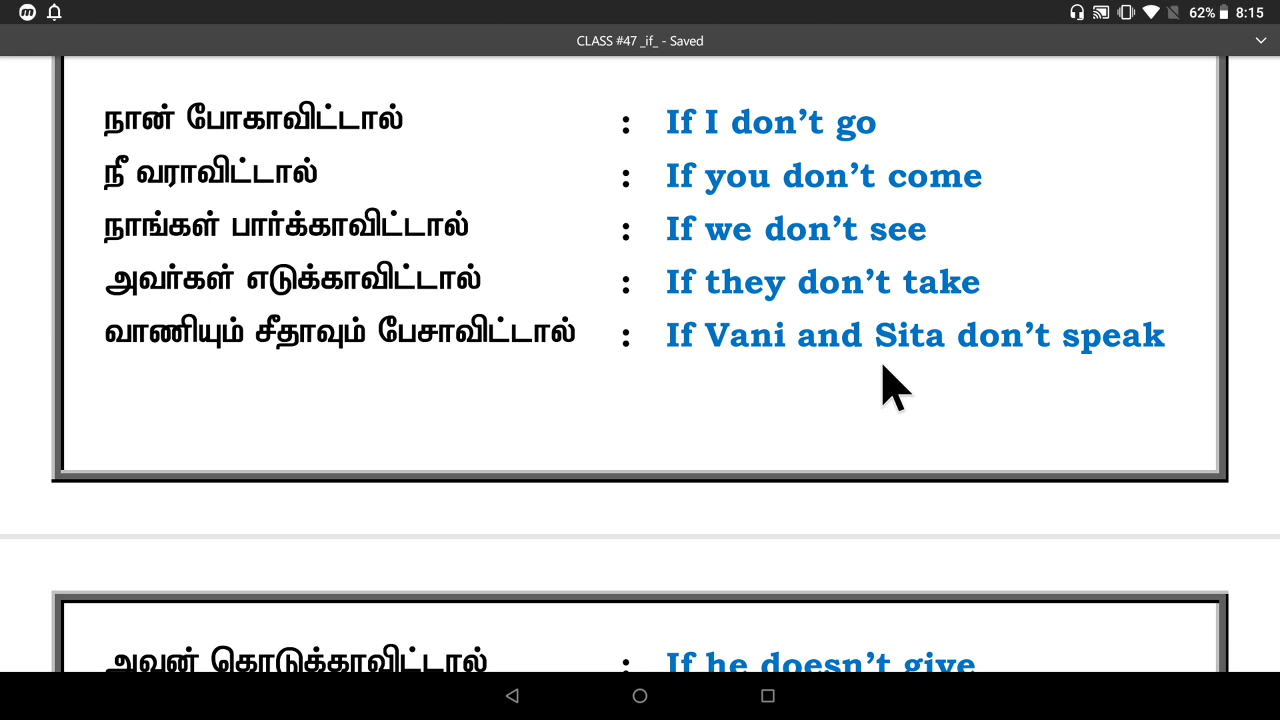 62% 8:15
CLASS #47 _if_ - Saved
நான் போகாவிட்டால் : If I don’t go
நீ வராவிட்டால் : If you don’t come
நாங்கள் பார்க்காவிட்டால் : If we don’t see
அவர்கள் எடுக்காவிட்டால் : If they don’t take
வாணியும் சீதாவும் பேசாவிட்டால் : If Vani and Sita don’t speak
அவன் கொடுக்காவிட்டால் : If he doesn’t give